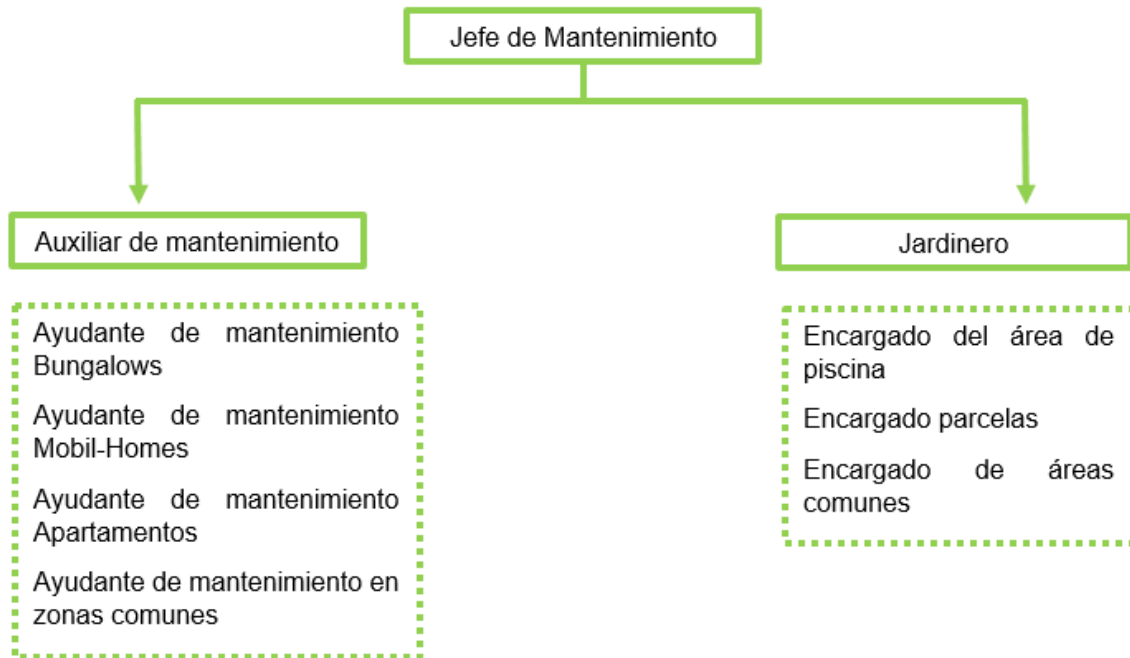 Jefe de Mantenimiento
Auxiliar de mantenimiento
Jardinero
Ayudante de mantenimiento
Bungalows
Ayudante de mantenimiento
Mobil-Homes
Ayudante de mantenimiento
Apartamentos
Ayudante de mantenimiento en
zonas comunes
Encargado del área de
piscina
Encargado parcelas
Encargado de áreas
comunes